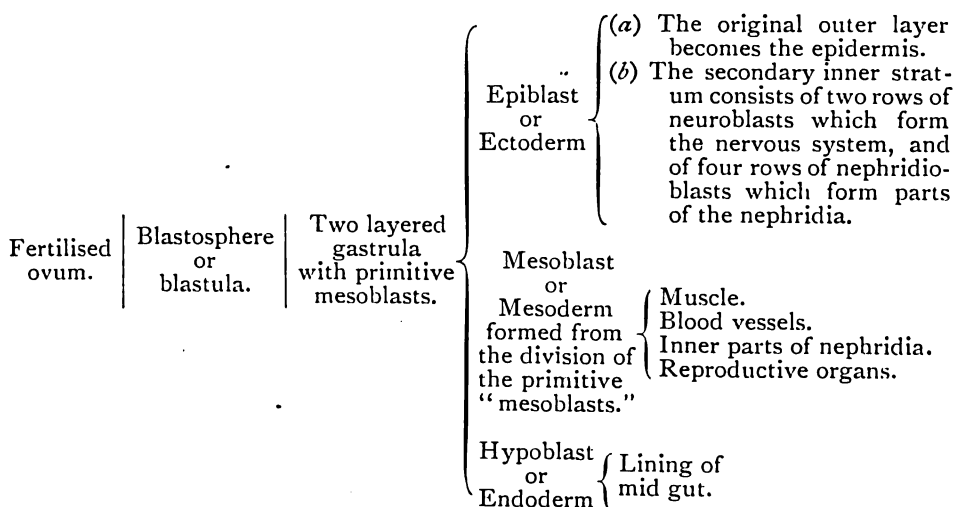 Fertilised
ovum.
Blastosphere
or
blastula.
Two layered
gastrula
with primitive
mesoblasts.
Epiblast
or
Ectoderm
(a) The original outer layer
becomes the epidermis.
(b) The secondary inner strat-
um consists of two rows of
neuroblasts which form
the nervous system, and
of four rows of nephridio-
blasts which form parts
of the nephridia.
Mesoblast
or
Mesoderm
formed from
the division of
the primitive
“mesoblasts.”
Muscle.
Blood vessels.
Inner parts of nephridia.
Reproductive organs.
Hypoblast
or
Endoderm
Lining of
mid gut.